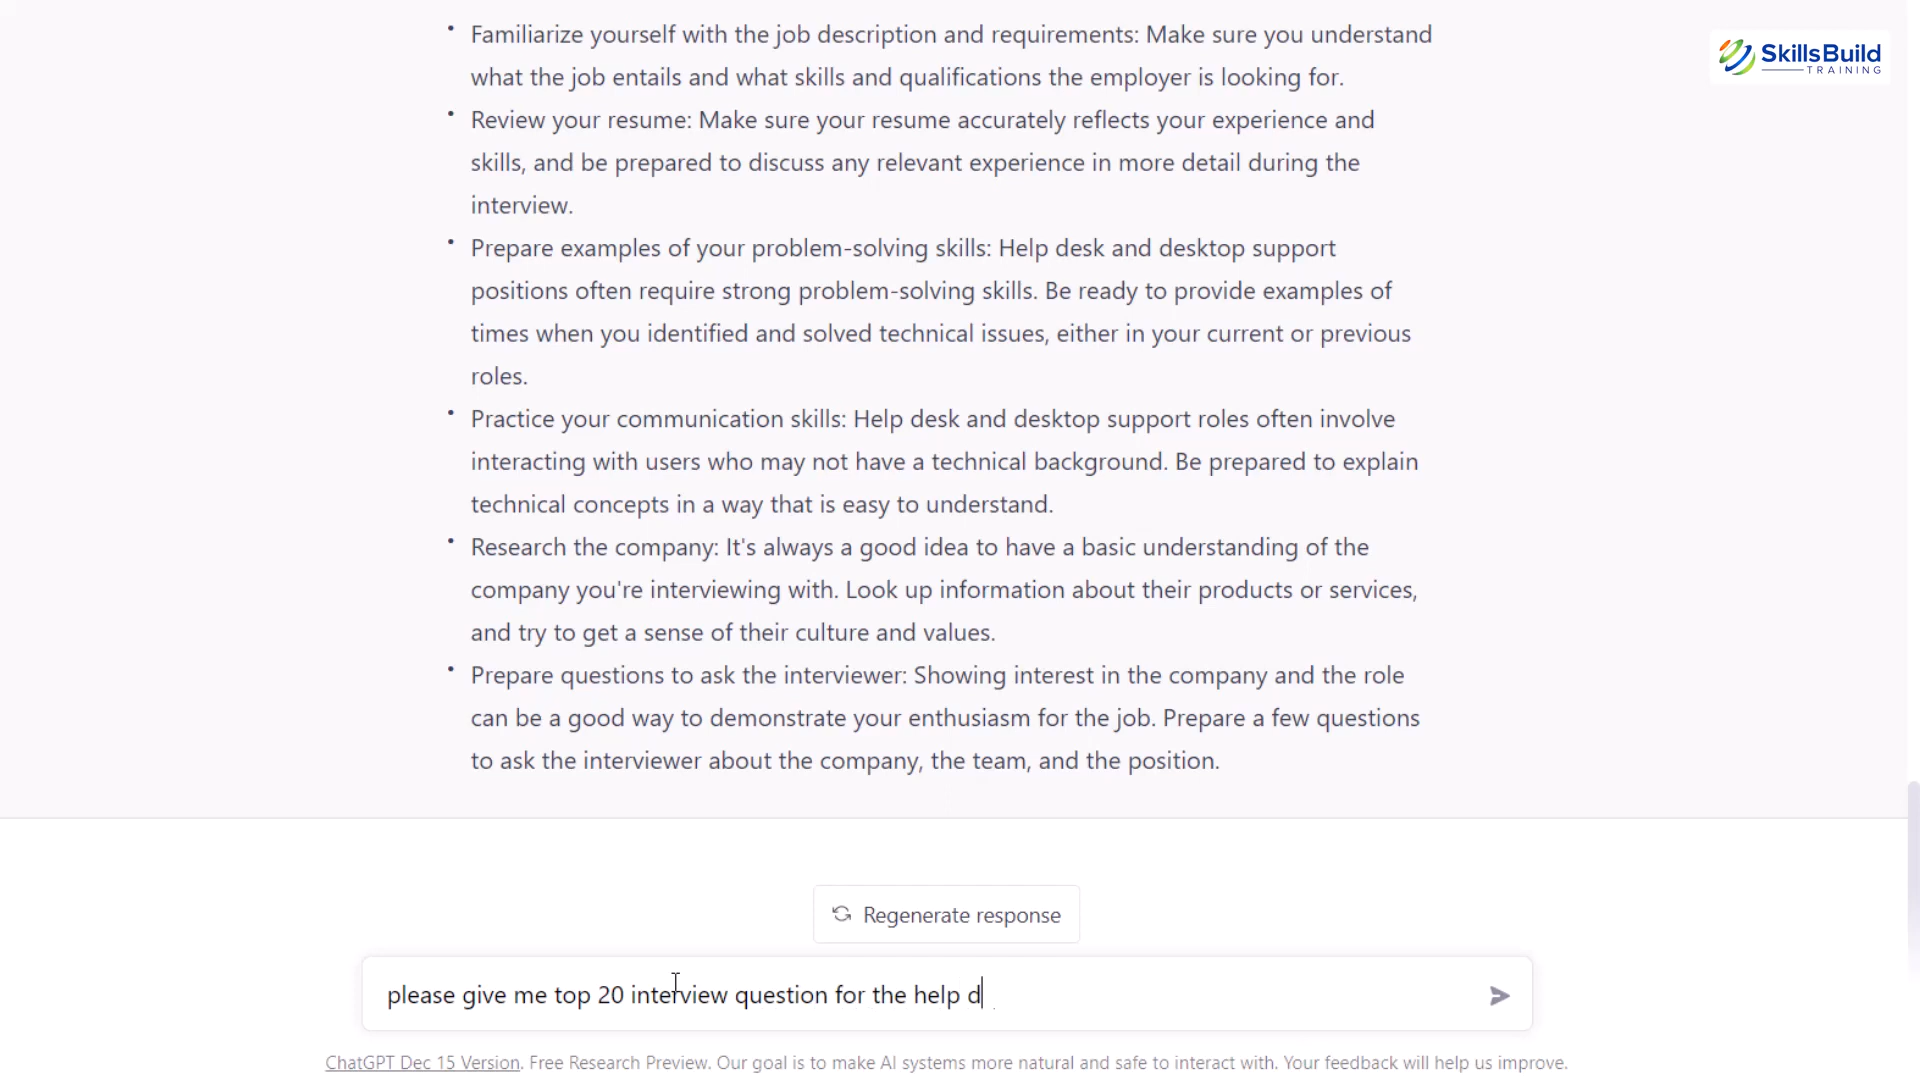 Familiarize yourself with the job description and requirements: Make sure you understand
what the job entails and what skills and qualifications the employer is looking for.
Review your resume: Make sure your resume accurately reflects your experience and
skills, and be prepared to discuss any relevant experience in more detail during the
interview.
Prepare examples of your problem-solving skills: Help desk and desktop support
positions often require strong problem-solving skills. Be ready to provide examples of
times when you identified and solved technical issues, either in your current or previous
roles.
Practice your communication skills: Help desk and desktop support roles often involve
interacting with users who may not have a technical background. Be prepared to explain
technical concepts in a way that is easy to understand.
Research the company: It's always a good idea to have a basic understanding of the
company you're interviewing with. Look up information about their products or services,
and try to get a sense of their culture and values.
Prepare questions to ask the interviewer: Showing interest in the company and the role
can be a good way to demonstrate your enthusiasm for the job. Prepare a few questions
to ask the interviewer about the company, the team, and the position.
SkillsBuild
TRAINING
Regenerate response
please give me top 20 interview question for the help d
ChatGPT Dec 15 Version. Free Research Preview. Our goal is to make AI systems more natural and safe to interact with. Your feedback will help us improve.